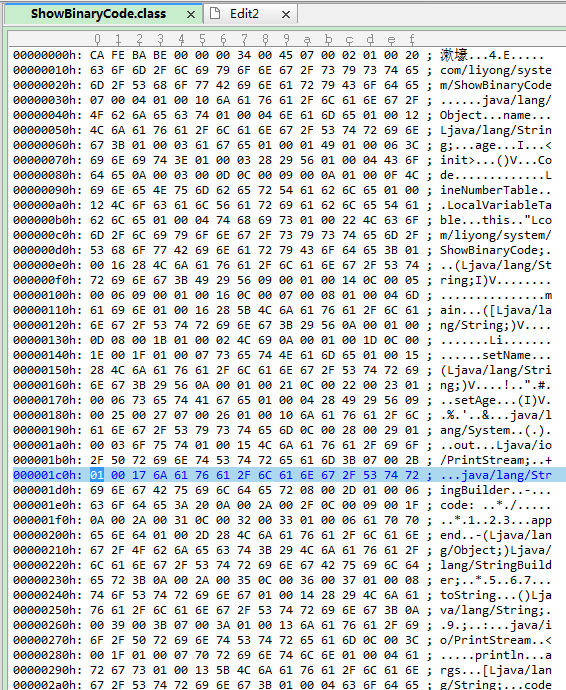 ShowBinaryCode.class × Edit2 ×
0 1 2 3 4 5 6 7 8 9 a b c d e f
00000000h: CA FE BA BE 00 00 00 34 00 45 07 00 02 01 00 20 ; 漱壕...4.E.....
00000010h: 63 6F 6D 2F 6C 69 79 6F 6E 67 2F 73 79 73 74 65 ; com/liyong/syste
00000020h: 6D 2F 53 68 6F 77 42 69 6E 61 72 79 43 6F 64 65 ; m/ShowBinaryCode
00000030h: 07 00 04 01 00 10 6A 61 76 61 2F 6C 61 6E 67 2F ; ......java/lang/
00000040h: 4F 62 6A 65 63 74 01 00 04 6E 61 6D 65 01 00 12 ; Object...name...
00000050h: 4C 6A 61 76 61 2F 6C 61 6E 67 2F 53 74 72 69 6E ; Ljava/lang/Strin
00000060h: 67 3B 01 00 03 61 67 65 01 00 01 49 01 00 06 3C ; g;...age...I...<
00000070h: 69 6E 69 74 3E 01 00 03 28 29 56 01 00 04 43 6F ; init>...()V...Co
00000080h: 64 65 0A 00 03 00 0D 0C 00 09 00 0A 01 00 0F 4C ; de.............L
00000090h: 69 6E 65 4E 75 6D 62 65 72 54 61 62 6C 65 01 00 ; ineNumberTable..
000000a0h: 12 4C 6F 63 61 6C 56 61 72 69 61 62 6C 65 54 61 ; .LocalVariableTa
000000b0h: 62 6C 65 01 00 04 74 68 69 73 01 00 22 4C 63 6F ; ble...this.."Lco
000000c0h: 6D 2F 6C 69 79 6F 6E 67 2F 73 79 73 74 65 6D 2F ; m/liyong/system/
000000d0h: 53 68 6F 77 42 69 6E 61 72 79 43 6F 64 65 3B 01 ; ShowBinaryCode;.
000000e0h: 00 16 28 4C 6A 61 76 61 2F 6C 61 6E 67 2F 53 74 ; ..(Ljava/lang/St
000000f0h: 72 69 6E 67 3B 49 29 56 09 00 01 00 14 0C 00 05 ; ring;I)V........
00000100h: 00 06 09 00 01 00 16 0C 00 07 00 08 01 00 04 6D ; ...............m
00000110h: 61 69 6E 01 00 16 28 5B 4C 6A 61 76 61 2F 6C 61 ; ain...([Ljava/la
00000120h: 6E 67 2F 53 74 72 69 6E 67 3B 29 56 0A 00 01 00 ; ng/String;)V....
00000130h: 0D 08 00 1B 01 00 02 4C 69 0A 00 01 00 1D 0C 00 ; .......Li.......
00000140h: 1E 00 1F 01 00 07 73 65 74 4E 61 6D 65 01 00 15 ; ......setName...
00000150h: 28 4C 6A 61 76 61 2F 6C 61 6E 67 2F 53 74 72 69 ; (Ljava/lang/Stri
00000160h: 6E 67 3B 29 56 0A 00 01 00 21 0C 00 22 00 23 01 ; ng;)V....!..".#.
00000170h: 00 06 73 65 74 41 67 65 01 00 04 28 49 29 56 09 ; ..setAge...(I)V.
00000180h: 00 25 00 27 07 00 26 01 00 10 6A 61 76 61 2F 6C ; .%.'..&...java/l
00000190h: 61 6E 67 2F 53 79 73 74 65 6D 0C 00 28 00 29 01 ; ang/System..(.).
000001a0h: 00 03 6F 75 74 01 00 15 4C 6A 61 76 61 2F 69 6F ; ..out...Ljava/io
000001b0h: 2F 50 72 69 6E 74 53 74 72 65 61 6D 3B 07 00 2B ; /PrintStream;..+
000001c0h: 01 00 17 6A 61 76 61 2F 6C 61 6E 67 2F 53 74 72 ; ...java/lang/Str
000001d0h: 69 6E 67 42 75 69 6C 64 65 72 08 00 2D 01 00 06 ; ingBuilder..-...
000001e0h: 63 6F 64 65 3A 20 0A 00 2A 00 2F 0C 00 09 00 1F ; code: ..*./.....
000001f0h: 0A 00 2A 00 31 0C 00 32 00 33 01 00 06 61 70 70 ; ..*.1..2.3...app
00000200h: 65 6E 64 01 00 2D 28 4C 6A 61 76 61 2F 6C 61 6E ; end..-(Ljava/lan
00000210h: 67 2F 4F 62 6A 65 63 74 3B 29 4C 6A 61 76 61 2F ; g/Object;)Ljava/
00000220h: 6C 61 6E 67 2F 53 74 72 69 6E 67 42 75 69 6C 64 ; lang/StringBuild
00000230h: 65 72 3B 0A 00 2A 00 35 0C 00 36 00 37 01 00 08 ; er;..*.5..6.7...
00000240h: 74 6F 53 74 72 69 6E 67 01 00 14 28 29 4C 6A 61 ; toString...()Lja
00000250h: 76 61 2F 6C 61 6E 67 2F 53 74 72 69 6E 67 3B 0A ; va/lang/String;.
00000260h: 00 39 00 3B 07 00 3A 01 00 13 6A 61 76 61 2F 69 ; .9.;..:...java/i
00000270h: 6F 2F 50 72 69 6E 74 53 74 72 65 61 6D 0C 00 3C ; o/PrintStream..<
00000280h: 00 1F 01 00 07 70 72 69 6E 74 6C 6E 01 00 04 61 ; .....println...a
00000290h: 72 67 73 01 00 13 5B 4C 6A 61 76 61 2F 6C 61 6E ; rgs...[Ljava/lan
000002a0h: 67 2F 53 74 72 69 6E 67 3B 01 00 04 63 6F 64 65 ; g/String;...code